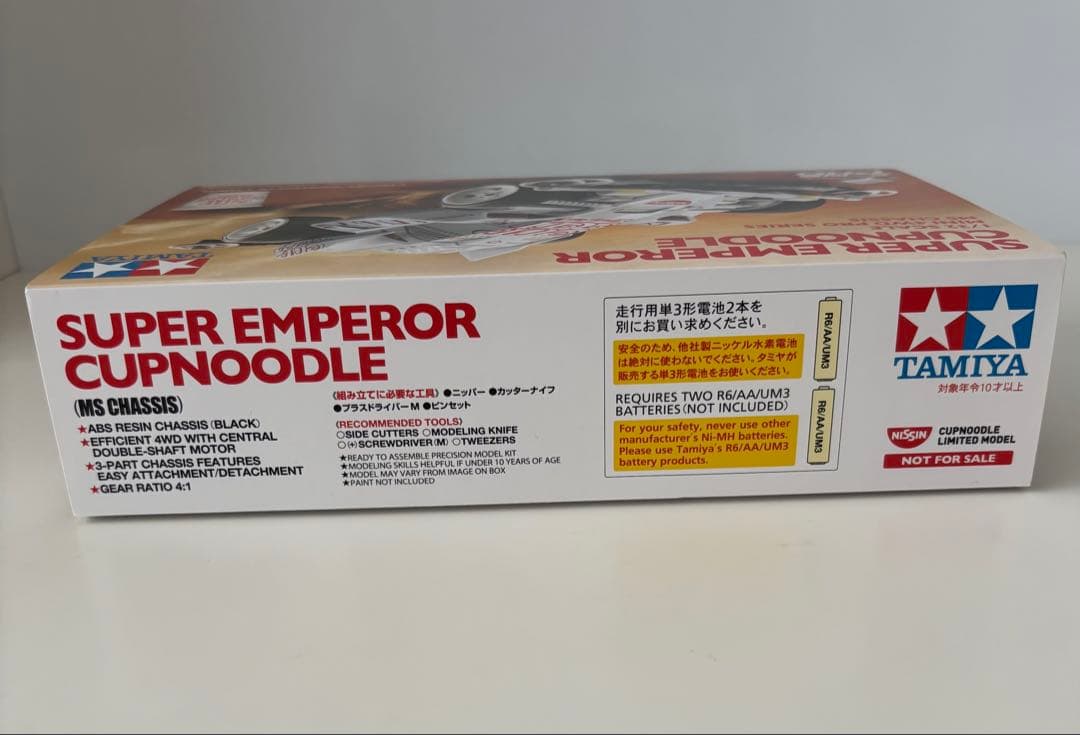 TAMIYA
SUPER EMPEROR
CUPNOODLE
SUPER EMPEROR
CUPNOODLE
(MS CHASSIS)
★ABS RESIN CHASSIS (BLACK)
★EFFICIENT 4WD WITH CENTRAL
DOUBLE-SHAFT MOTOR
★3-PART CHASSIS FEATURES
EASY ATTACHMENT/DETACHMENT
★GEAR RATIO 4:1
《組み立てに必要な工具》 ●ニッパー ●カッターナイフ
●プラスドライバーM ●ピンセット
《RECOMMENDED TOOLS》
○SIDE CUTTERS ○MODELING KNIFE
○(+) SCREWDRIVER (M) ○TWEEZERS
★READY TO ASSEMBLE PRECISION MODEL KIT
★MODELING SKILLS HELPFUL IF UNDER 10 YEARS OF AGE
★MODEL MAY VARY FROM IMAGE ON BOX
★PAINT NOT INCLUDED
走行用単3形電池2本を
別にお買い求めください。
安全のため、他社製ニッケル水素電池
は絶対に使わないでください。タミヤが
販売する単3形電池をお使いください。
REQUIRES TWO R6/AA/UM3
BATTERIES (NOT INCLUDED)
For your safety, never use other
manufacturer's Ni-MH batteries.
Please use Tamiya's R6/AA/UM3
battery products.
R6/AA/UM3
R6/AA/UM3
TAMIYA
対象年令10才以上
NISSIN
CUPNOODLE
LIMITED MODEL
NOT FOR SALE